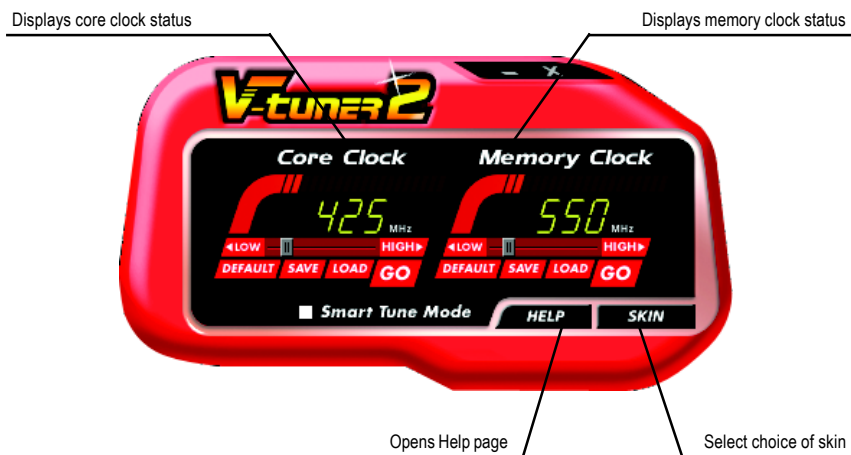 Displays core clock status
Displays memory clock status
V-tuner 2
Core Clock
Memory Clock
425 MHz
550 MHz
LOW HIGH
LOW HIGH
DEFAULT SAVE LOAD GO
DEFAULT SAVE LOAD GO
Smart Tune Mode
HELP
SKIN
Opens Help page
Select choice of skin